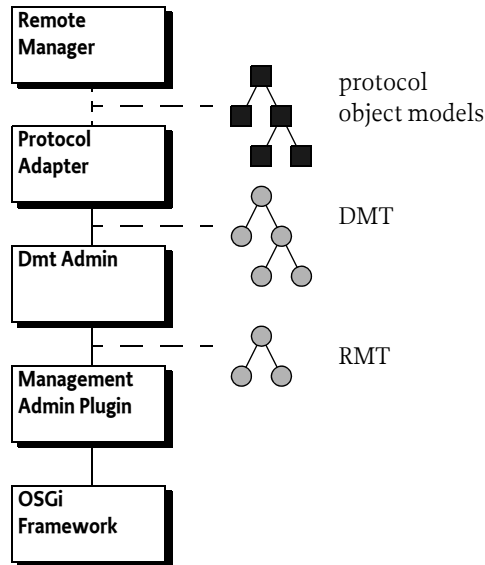 Remote
Manager
protocol
object models
Protocol
Adapter
DMT
Dmt Admin
RMT
Management
Admin Plugin
OSGi
Framework